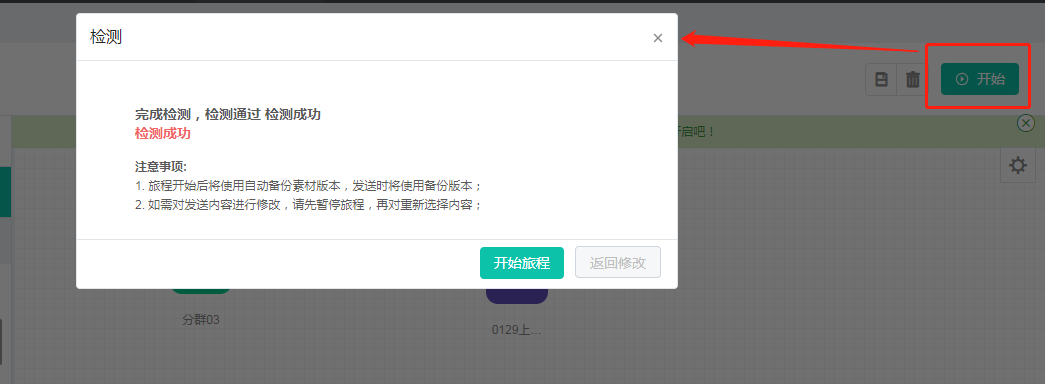 检测
×
开始
完成检测，检测通过 检测成功
检测成功
开启吧！
注意事项:
1. 旅程开始后将使用自动备份素材版本，发送时将使用备份版本；
2. 如需对发送内容进行修改，请先暂停旅程，再对重新选择内容；
开始旅程
返回修改
分群03
0129上...